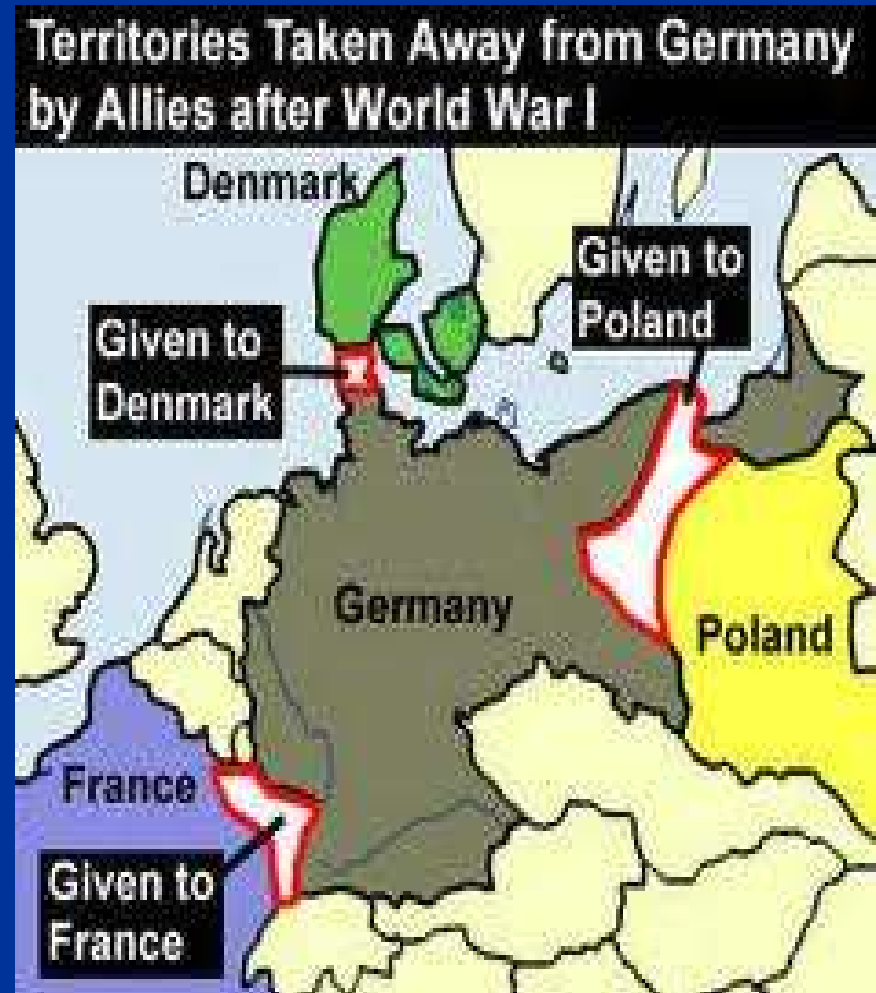 Territories Taken Away from Germany
by Allies after World War I
Denmark
Given to
Poland
Given to
Denmark
Germany
Poland
France
Given to
France